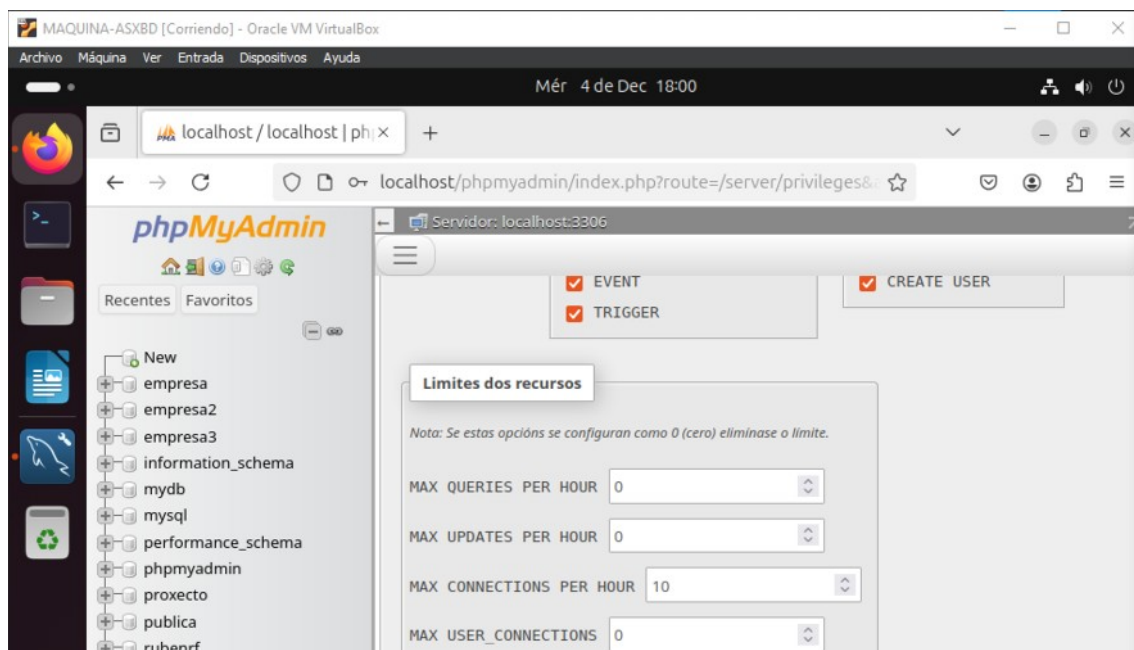 MAQUINA-ASXBD [Corriendo] - Oracle VM VirtualBox
Archivo Máquina Ver Entrada Dispositivos Ayuda
Mér 4 de Dec 18:00
localhost / localhost | ph
localhost/phpmyadmin/index.php?route=/server/privileges&
phpMyAdmin
Servidor: localhost:3306
Recentes Favoritos
New
empresa
empresa2
empresa3
information_schema
mydb
mysql
performance_schema
phpmyadmin
proxecto
publica
rubenrf
EVENT
TRIGGER
CREATE USER
Limites dos recursos
Nota: Se estas opcións se configuran como 0 (cero) elimínase o límite.
MAX QUERIES PER HOUR 0
MAX UPDATES PER HOUR 0
MAX CONNECTIONS PER HOUR 10
MAX USER_CONNECTIONS 0